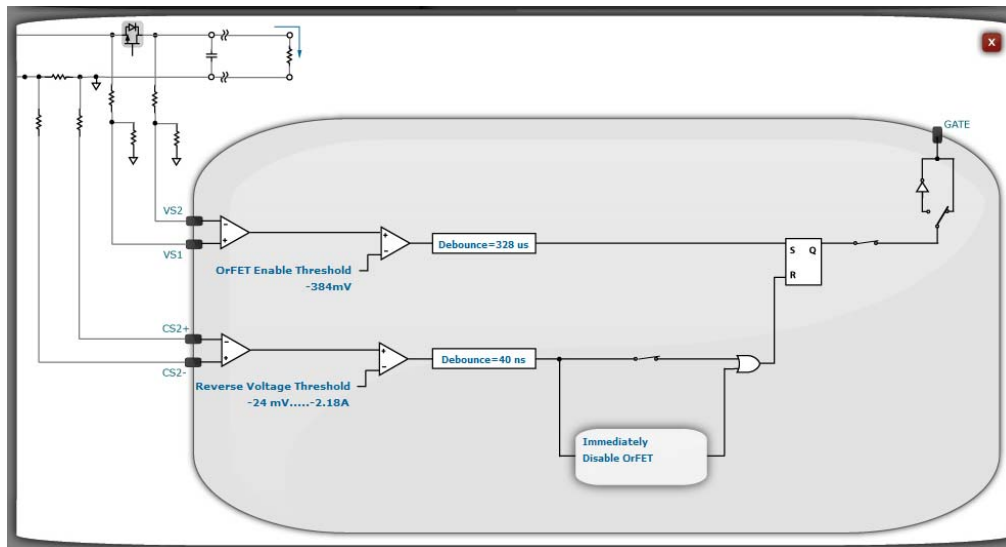 X
GATE
VS2
VS1
Debounce=328 us
S Q
R
OrFET Enable Threshold
-384mV
CS2+
CS2-
Debounce=40 ns
Reverse Voltage Threshold
-24 mV.....-2.18A
Immediately
Disable OrFET